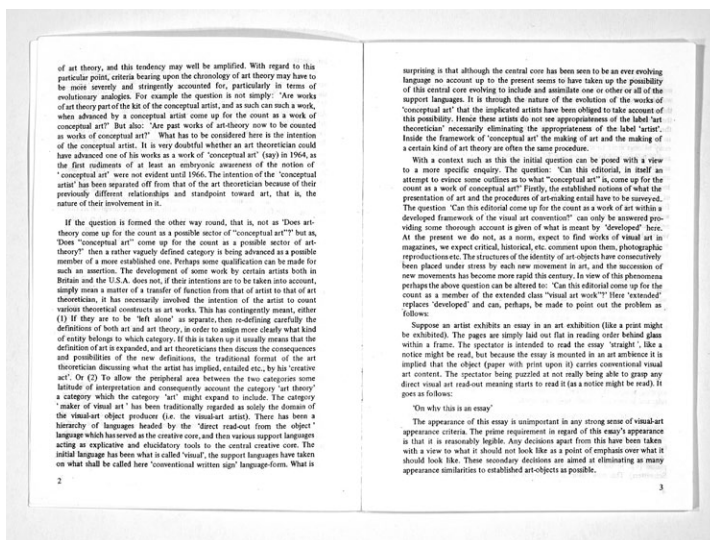 of art theory, and this tendency may well be amplified. With regard to this
particular point, criteria bearing upon the chronology of art theory may have to
be more severely and stringently accounted for, particularly in terms of
evolutionary analogies. For example the question is not simply: 'Are works
of art theory part of the kit of the conceptual artist, and as such can such a work,
when advanced by a conceptual artist come up for the count as a work of
conceptual art?' But also: 'Are past works of art-theory now to be counted
as works of conceptual art?' What has to be considered here is the intention
of the conceptual artist. It is very doubtful whether an art theoretician could
have advanced one of his works as a work of 'conceptual art' (say) in 1964, as
the first rudiments of at least an embryonic awareness of the notion of
'conceptual art' were not evident until 1966. The intention of the 'conceptual
artist' has been separated off from that of the art theoretician because of their
previously different relationships and standpoint toward art, that is, the
nature of their involvement in it.
If the question is formed the other way round, that is, not as 'Does art-
theory come up for the count as a possible sector of "conceptual art"?' but as,
'Does "conceptual art" come up for the count as a possible sector of art-
theory?' then a rather vaguely defined category is being advanced as a possible
member of a more established one. Perhaps some qualification can be made for
such an assertion. The development of some work by certain artists both in
Britain and the U.S.A. does not, if their intentions are to be taken into account,
simply mean a matter of a transfer of function from that of artist to that of art
theoretician, it has necessarily involved the intention of the artist to count
various theoretical constructs as art works. This has contingently meant, either
(1) If they are to be 'left alone' as separate, then re-defining carefully the
definitions of both art and art theory, in order to assign more clearly what kind
of entity belongs to which category. If this is taken up it usually means that the
definition of art is expanded, and art theoreticians then discuss the consequences
and possibilities of the new definitions, the traditional format of the art
theoretician discussing what the artist has implied, entailed etc., by his 'creative
act'. Or (2) To allow the peripheral area between the two categories some
latitude of interpretation and consequently account the category 'art theory'
a category which the category 'art' might expand to include. The category
'maker of visual art' has been traditionally regarded as solely the domain of
the visual-art object producer (i.e. the visual-art artist). There has been a
hierarchy of languages headed by the 'direct read-out from the object'
language which has served as the creative core, and then various support languages
acting as explicative and elucidatory tools to the central creative core. The
initial language has been what is called 'visual', the support languages have taken
on what shall be called here 'conventional written sign' language-form. What is
2
surprising is that although the central core has been seen to be an ever evolving
language no account up to the present seems to have taken up the possibility
of this central core evolving to include and assimilate one or other or all of the
support languages. It is through the nature of the evolution of the works of
'conceptual art' that the implicated artists have been obliged to take account of
this possibility. Hence these artists do not see appropriateness of the label 'art
theoretician' necessarily eliminating the appropriateness of the label 'artist'.
Inside the framework of 'conceptual art' the making of art and the making of
a certain kind of art theory are often the same procedure.
With a context such as this the initial question can be posed with a view
to a more specific enquiry. The question: 'Can this editorial, in itself an
attempt to evince some outlines as to what "conceptual art" is, come up for the
count as a work of conceptual art?' Firstly, the established notions of what the
presentation of art and the procedures of art-making entail have to be surveyed.
The question 'Can this editorial come up for the count as a work of art within a
developed framework of the visual art convention?' can only be answered pro-
viding some thorough account is given of what is meant by 'developed' here.
At the present we do not, as a norm, expect to find works of visual art in
magazines, we expect critical, historical, etc. comment upon them, photographic
reproductions etc. The structures of the identity of art-objects have consecutively
been placed under stress by each new movement in art, and the succession of
new movements has become more rapid this century. In view of this phenomena
perhaps the above question can be altered to: 'Can this editorial come up for the
count as a member of the extended class "visual art work"?' Here 'extended'
replaces 'developed' and can, perhaps, be made to point out the problem as
follows:
Suppose an artist exhibits an essay in an art exhibition (like a print might
be exhibited). The pages are simply laid out flat in reading order behind glass
within a frame. The spectator is intended to read the essay 'straight', like a
notice might be read, but because the essay is mounted in an art ambience it is
implied that the object (paper with print upon it) carries conventional visual
art content. The spectator being puzzled at not really being able to grasp any
direct visual art read-out meaning starts to read it (as a notice might be read). It
goes as follows:
'On why this is an essay'
The appearance of this essay is unimportant in any strong sense of visual-art
appearance criteria. The prime requirement in regard of this essay's appearance
is that it is reasonably legible. Any decisions apart from this have been taken
with a view to what it should not look like as a point of emphasis over what it
should look like. These secondary decisions are aimed at eliminating as many
appearance similarities to established art-objects as possible.
3